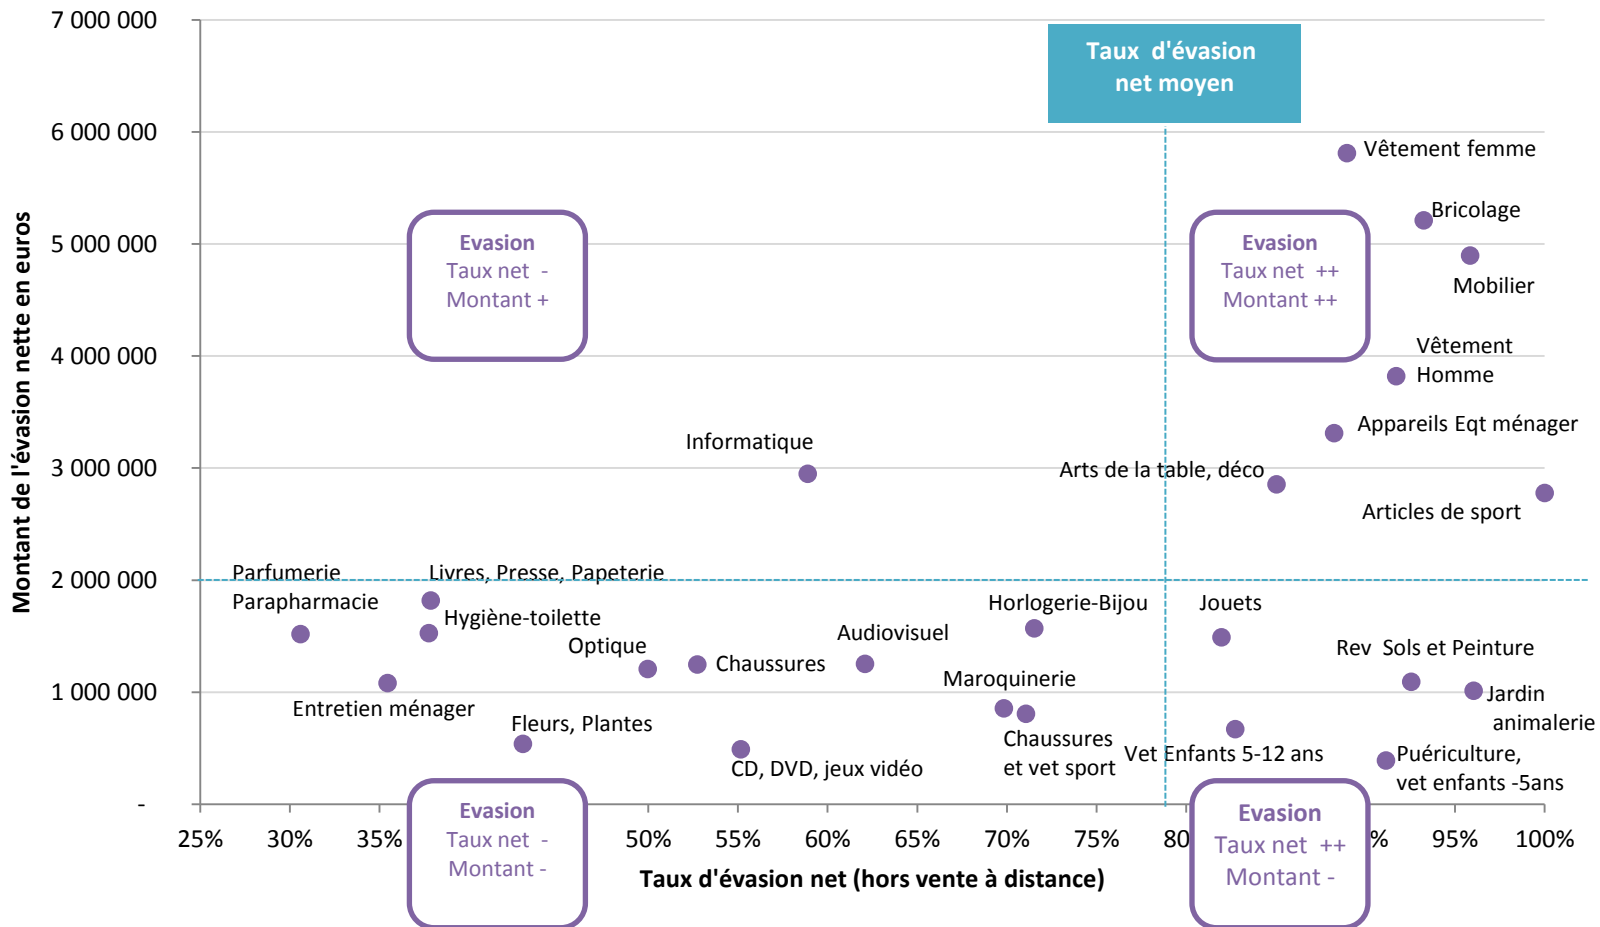 7 000 000
6 000 000
5 000 000
4 000 000
3 000 000
2 000 000
1 000 000
-
Montant de l'évasion nette en euros
Taux d'évasion
net moyen
Vêtement femme
Bricolage
Mobilier
Vêtement
Homme
Appareils Eqt ménager
Arts de la table, déco
Articles de sport
Informatique
Evasion
Taux net -
Montant +
Evasion
Taux net ++
Montant ++
Parfumerie
Parapharmacie
Livres, Presse, Papeterie
Hygiène-toilette
Optique
Chaussures
Audiovisuel
Horlogerie-Bijou
Jouets
Rev Sols et Peinture
Maroquinerie
Jardin
animalerie
Entretien ménager
Fleurs, Plantes
CD, DVD, jeux vidéo
Chaussures
et vet sport
Vet Enfants 5-12 ans
Puériculture,
vet enfants -5ans
Evasion
Taux net -
Montant -
Evasion
Taux net ++
Montant -
25% 30% 35% 50% 55% 60% 65% 70% 75% 8 % 95% 100%
Taux d'évasion net (hors vente à distance)